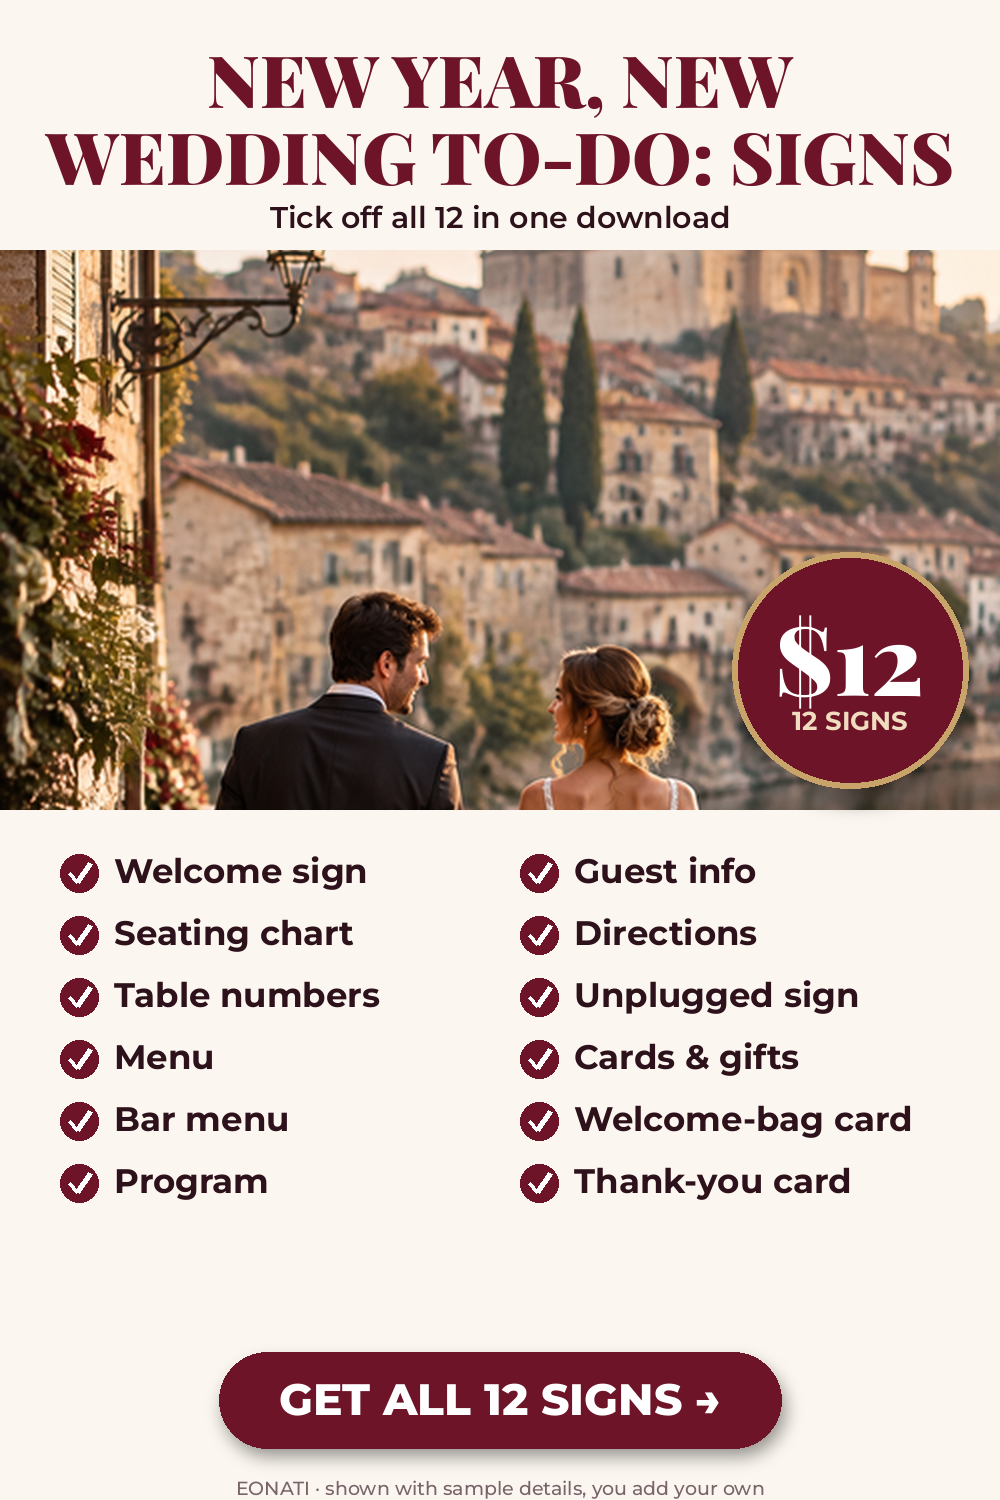 NEW YEAR, NEW
WEDDING TO-DO: SIGNS
Tick off all 12 in one download
$12
12 SIGNS
Welcome sign
Seating chart
Table numbers
Menu
Bar menu
Program
Guest info
Directions
Unplugged sign
Cards & gifts
Welcome-bag card
Thank-you card
GET ALL 12 SIGNS →
EONATI · shown with sample details, you add your own